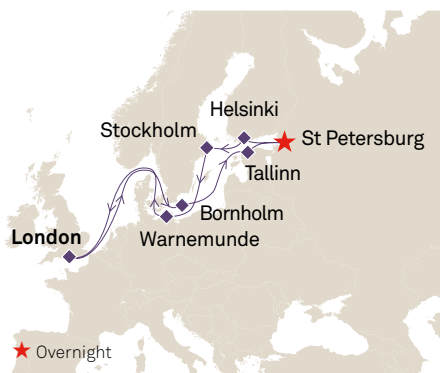 Helsinki
Stockholm
St Petersburg
Tallinn
Bornholm
London
Warnemunde
Overnight